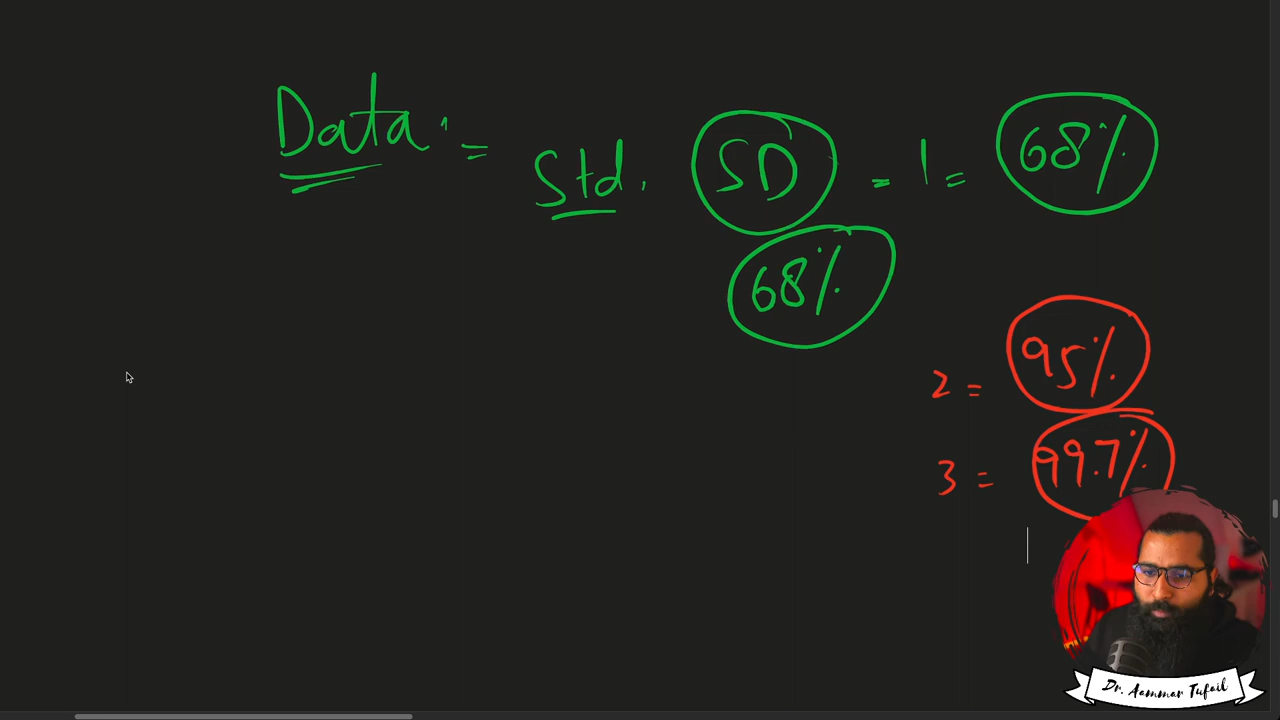 Data: =
Std. SD = 1 = 68%
68%
2 = 95%
3 = 99.7%
Dr. Aammar Tufail